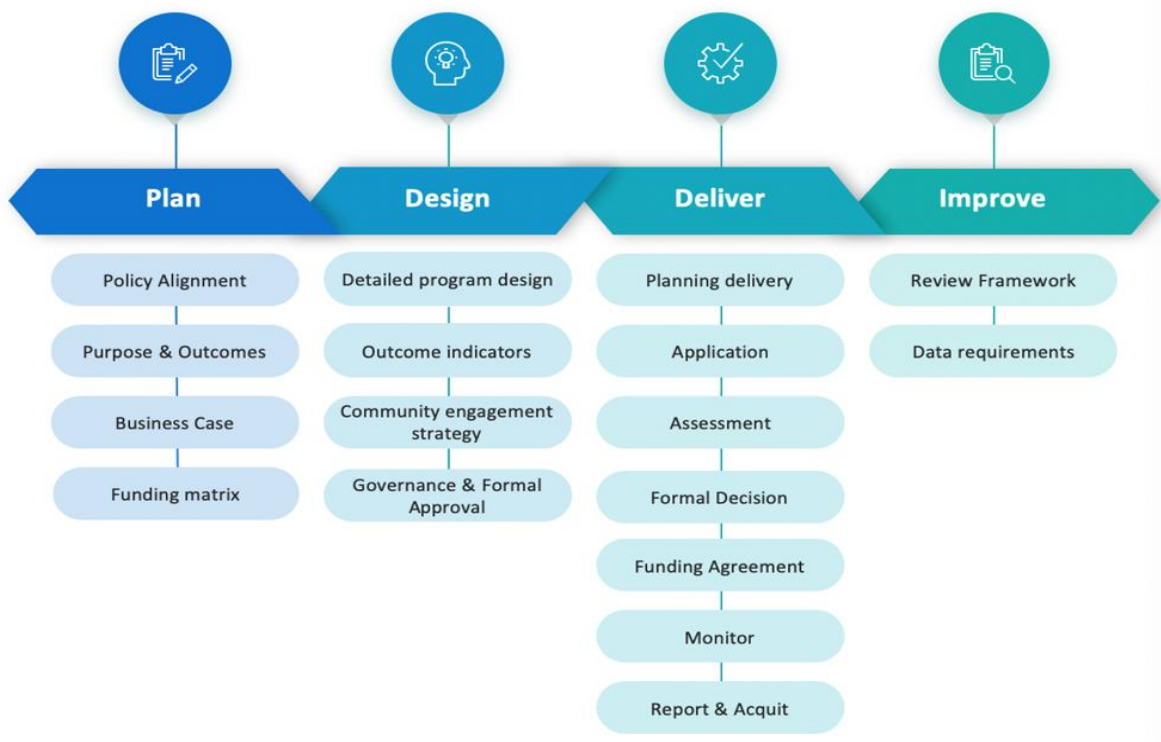 Plan
Policy Alignment
Purpose & Outcomes
Business Case
Funding matrix
Design
Detailed program design
Outcome indicators
Community engagement
strategy
Governance & Formal
Approval
Deliver
Planning delivery
Application
Assessment
Formal Decision
Funding Agreement
Monitor
Report & Acquit
Improve
Review Framework
Data requirements